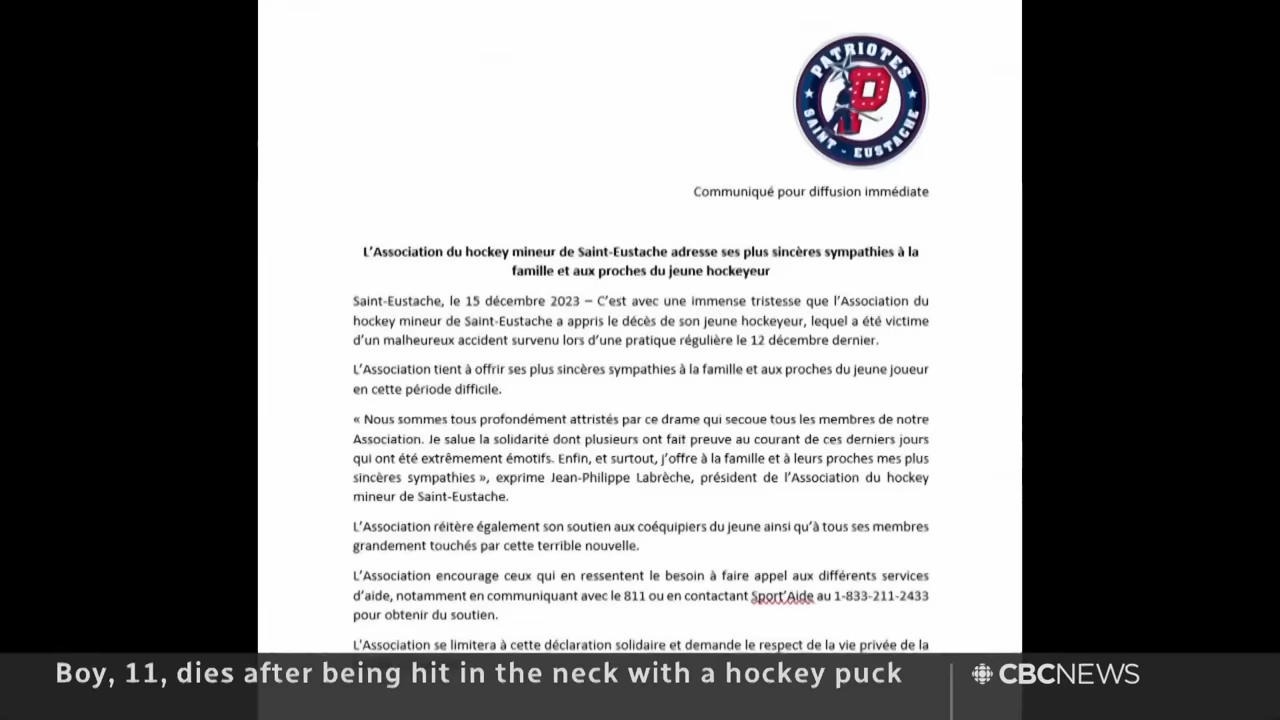 PATRIOTES
P
SAINT - EUSTACHE
Communiqué pour diffusion immédiate
L'Association du hockey mineur de Saint-Eustache adresse ses plus sincères sympathies à la
famille et aux proches du jeune hockeyeur
Saint-Eustache, le 15 décembre 2023 – C'est avec une immense tristesse que l'Association du
hockey mineur de Saint-Eustache a appris le décès de son jeune hockeyeur, lequel a été victime
d'un malheureux accident survenu lors d'une pratique régulière le 12 décembre dernier.
L'Association tient à offrir ses plus sincères sympathies à la famille et aux proches du jeune joueur
en cette période difficile.
« Nous sommes tous profondément attristés par ce drame qui secoue tous les membres de notre
Association. Je salue la solidarité dont plusieurs ont fait preuve au courant de ces derniers jours
qui ont été extrêmement émotifs. Enfin, et surtout, j'offre à la famille et à leurs proches mes plus
sincères sympathies », exprime Jean-Philippe Labrèche, président de l'Association du hockey
mineur de Saint-Eustache.
L'Association réitère également son soutien aux coéquipiers du jeune ainsi qu'à tous ses membres
grandement touchés par cette terrible nouvelle.
L'Association encourage ceux qui en ressentent le besoin à faire appel aux différents services
d'aide, notamment en communiquant avec le 811 ou en contactant Sport'Aide au 1-833-211-2433
pour obtenir du soutien.
L'Association se limitera à cette déclaration solidaire et demande le respect de la vie privée de la
Boy, 11, dies after being hit in the neck with a hockey puck
CBCNEWS